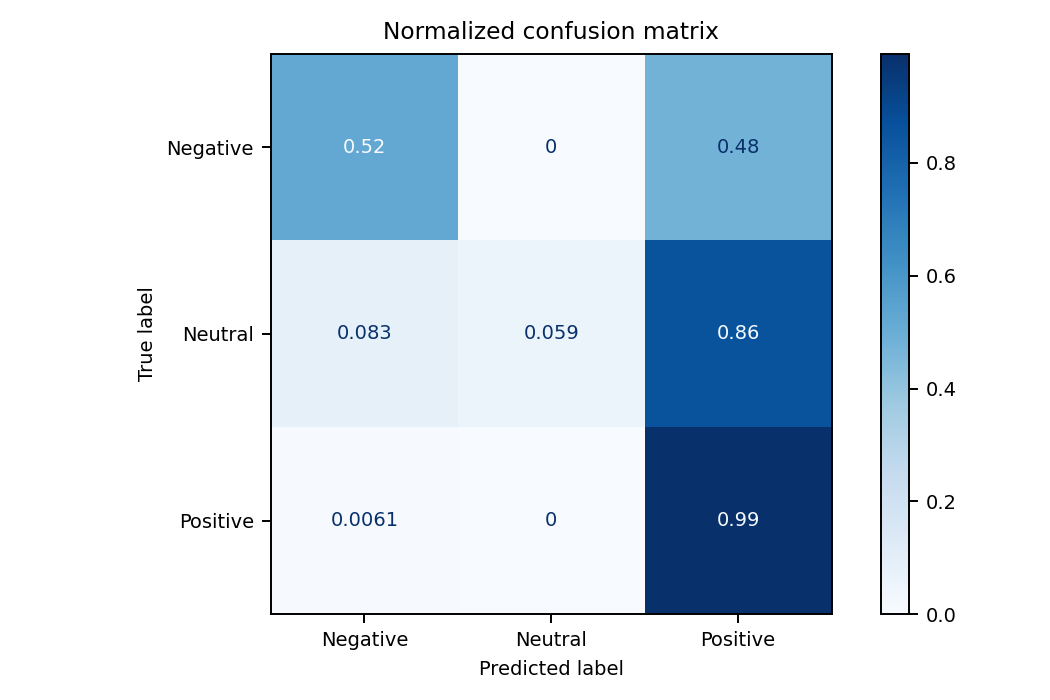 Normalized confusion matrix
Negative 0.52 0 0.48
Neutral 0.083 0.059 0.86
Positive 0.0061 0 0.99
True label
Negative Neutral Positive
Predicted label
0.8
0.6
0.4
0.2
0.0